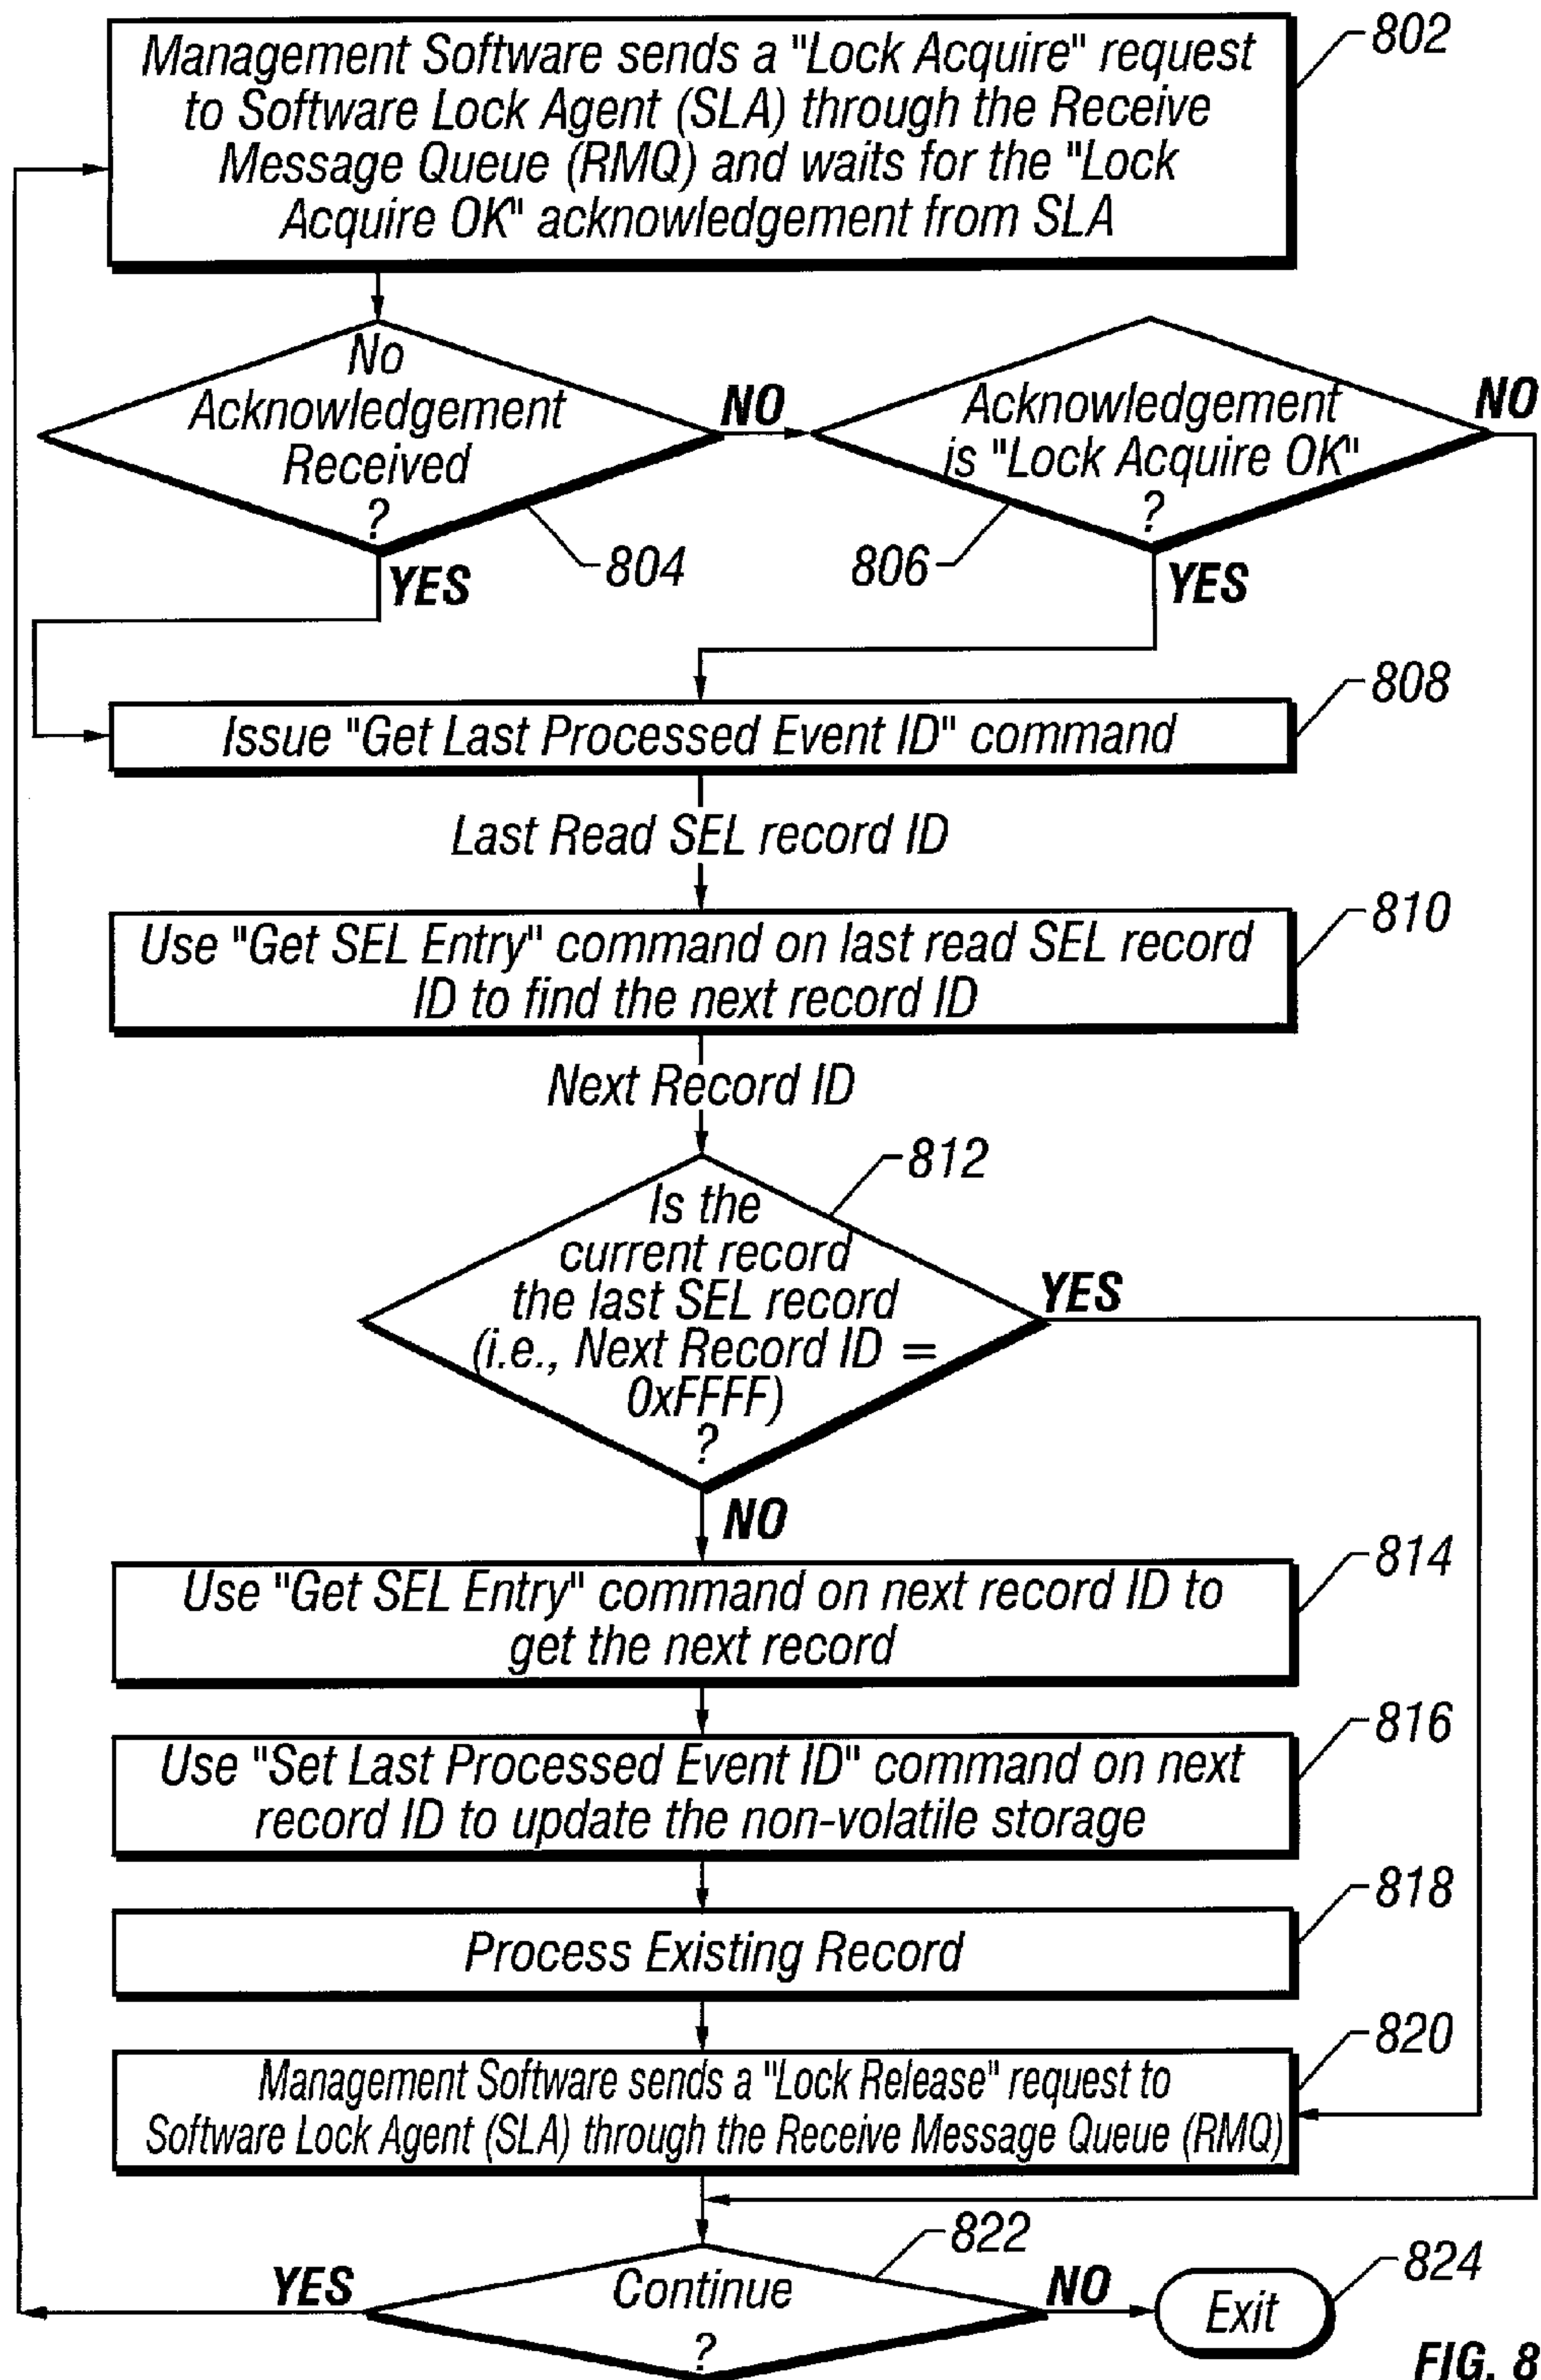 Management Software sends a "Lock Acquire" request
to Software Lock Agent (SLA) through the Receive
Message Queue (RMQ) and waits for the "Lock
Acquire OK" acknowledgement from SLA
802
No
Acknowledgement
Received
?
804
NO
YES
Acknowledgement
is "Lock Acquire OK"
?
806
NO
YES
Issue "Get Last Processed Event ID" command
808
Last Read SEL record ID
Use "Get SEL Entry" command on last read SEL record
ID to find the next record ID
810
Next Record ID
812
Is the
current record
the last SEL record
(i.e., Next Record ID =
0xFFFF)
?
YES
NO
Use "Get SEL Entry" command on next record ID to
get the next record
814
Use "Set Last Processed Event ID" command on next
record ID to update the non-volatile storage
816
Process Existing Record
818
Management Software sends a "Lock Release" request to
Software Lock Agent (SLA) through the Receive Message Queue (RMQ)
820
822
Continue
?
YES
NO
Exit
824
FIG. 8